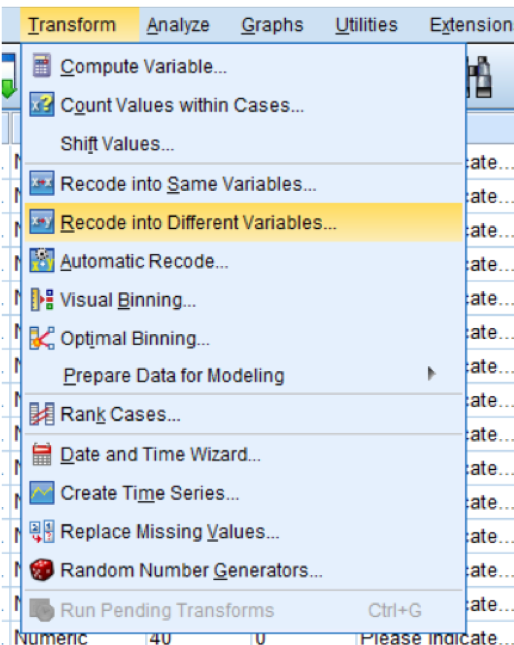 Transform Analyze Graphs Utilities Extension
Compute Variable...
Count Values within Cases...
Shift Values...
cate...
Recode into Same Variables...
cate...
Recode into Different Variables...
cate...
Automatic Recode...
cate...
Visual Binning...
cate...
Optimal Binning...
cate...
Prepare Data for Modeling
cate...
Rank Cases...
cate...
cate...
Date and Time Wizard...
cate...
Create Time Series...
cate...
Replace Missing Values...
cate...
Random Number Generators...
cate...
Run Pending Transforms Ctrl+G
cate...
Numeric 40 0 Please Indicate...